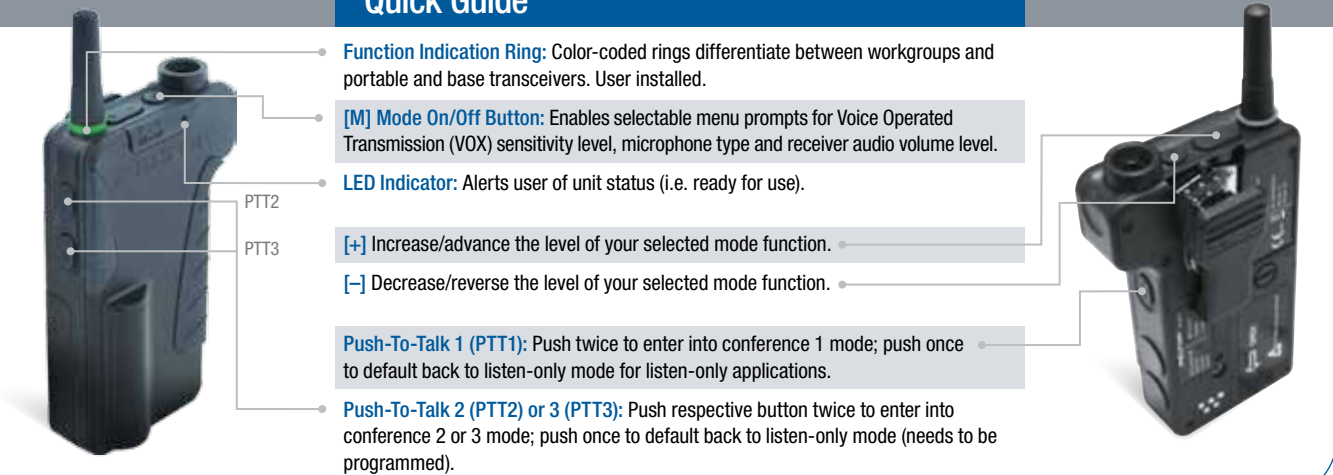 Quick Guide
Function Indication Ring: Color-coded rings differentiate between workgroups and
portable and base transceivers. User installed.
[M] Mode On/Off Button: Enables selectable menu prompts for Voice Operated
Transmission (VOX) sensitivity level, microphone type and receiver audio volume level.
LED Indicator: Alerts user of unit status (i.e. ready for use).
PTT2
PTT3
[+] Increase/advance the level of your selected mode function.
[–] Decrease/reverse the level of your selected mode function.
Push-To-Talk 1 (PTT1): Push twice to enter into conference 1 mode; push once
to default back to listen-only mode for listen-only applications.
Push-To-Talk 2 (PTT2) or 3 (PTT3): Push respective button twice to enter into
conference 2 or 3 mode; push once to default back to listen-only mode (needs to be
programmed).